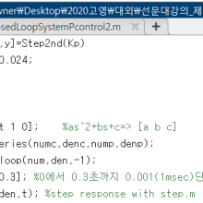 wner₩Desktop₩2020고영₩대외₩선문대강의_제
osedLoopSystemPcontrol2.m × +
,y]=Step2nd(Kp)
0.024;
t 1 0]; %as^2+bs+c=> [a b c]
eries(numc,denc,nump,denp);
loop(num,den,-1);
0.3]; %0에서 0.3초까지 0.001(1msec)단
den,t); %step response with step.m